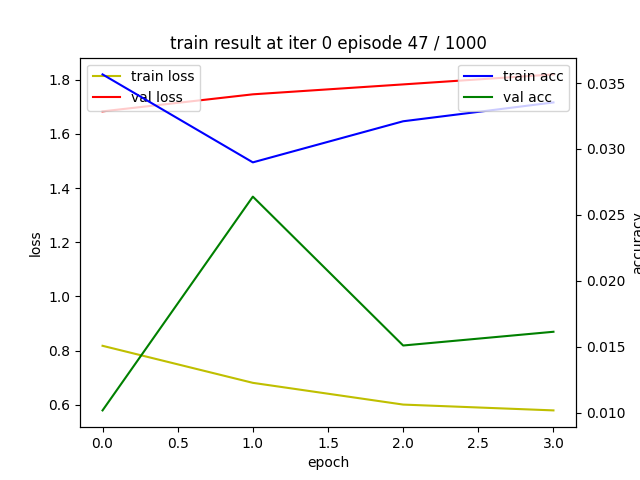 train result at iter 0 episode 47 / 1000
train loss
val loss
train acc
val acc
1.8
1.6
1.4
1.2
1.0
0.8
0.6
loss
0.035
0.030
0.025
0.020
0.015
0.010
accuracy
0.0
0.5
1.0
1.5
2.0
2.5
3.0
epoch